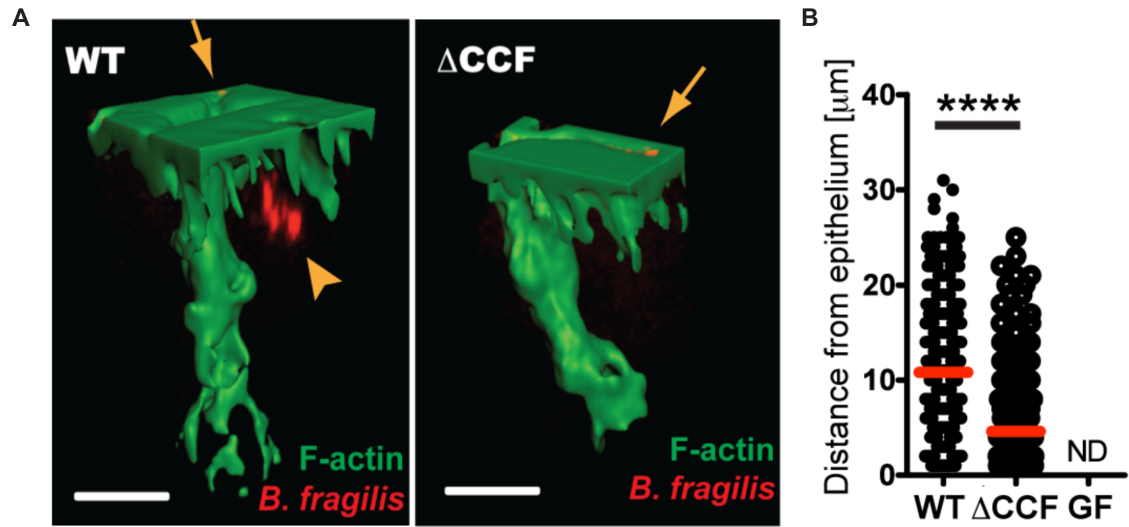 A
WT
F-actin
B. fragilis
ΔCCF
F-actin
B. fragilis
B
Distance from epithelium [µm]
40
30
20
10
0
****
ND
WT ΔCCF GF